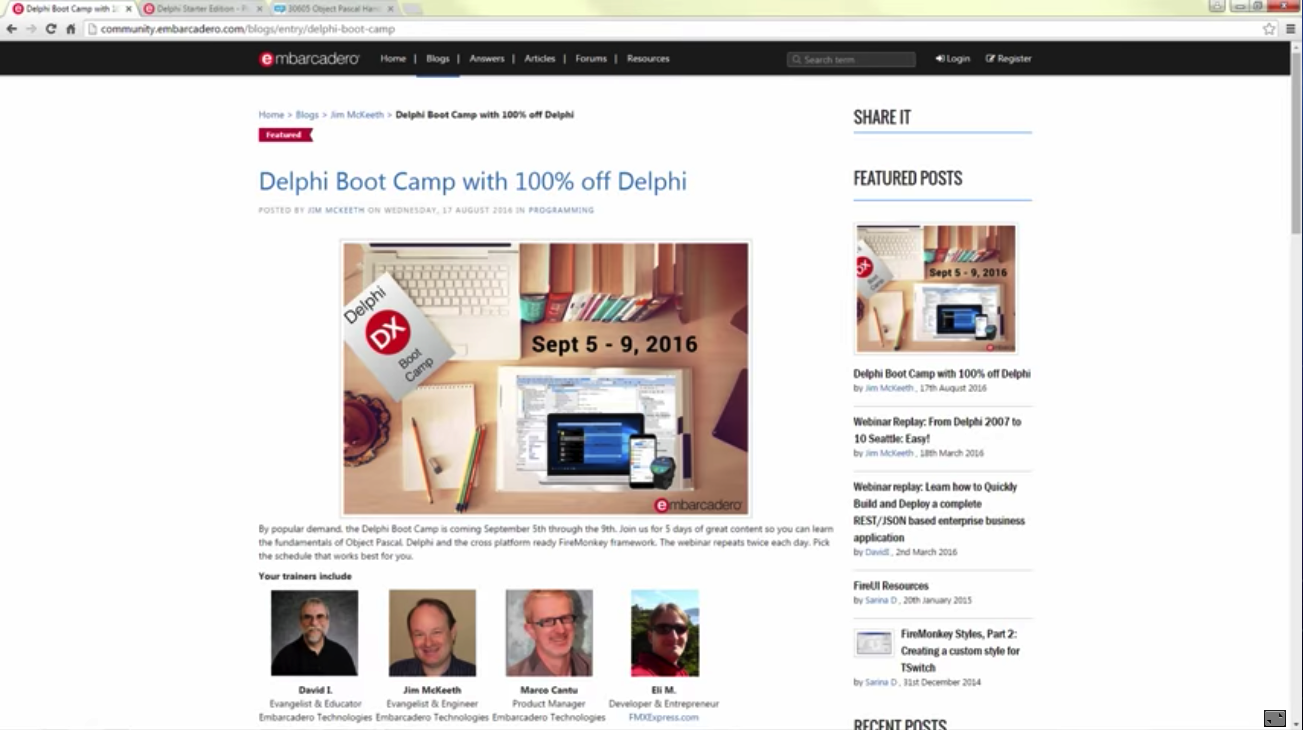 Delphi Boot Camp with 10
Delphi Starter Edition -
30605 Object Pascal Han
community.embarcadero.com/blogs/entry/delphi-boot-camp
embarcadero
Home | Blogs | Answers | Articles | Forums | Resources
Search term
Login
Register
Home > Blogs > Jim McKeeth > Delphi Boot Camp with 100% off Delphi
Featured
Delphi Boot Camp with 100% off Delphi
POSTED BY JIM MCKEETH ON WEDNESDAY, 17 AUGUST 2016 IN PROGRAMMING
Delphi
DX
Boot
Camp
Sept 5 - 9, 2016
embarcadero
By popular demand, the Delphi Boot Camp is coming September 5th through the 9th. Join us for 5 days of great content so you can learn
the fundamentals of Object Pascal, Delphi and the cross platform ready FireMonkey framework. The webinar repeats twice each day. Pick
the schedule that works best for you.
Your trainers include
David I.
Evangelist & Educator
Embarcadero Technologies
Jim McKeeth
Evangelist & Engineer
Embarcadero Technologies
Marco Cantu
Product Manager
Embarcadero Technologies
Eli M.
Developer & Entrepreneur
FMXExpress.com
SHARE IT
FEATURED POSTS
DX
Boot
Camp
Sept 5 - 9, 2016
Delphi Boot Camp with 100% off Delphi
by Jim McKeeth , 17th August 2016
Webinar Replay: From Delphi 2007 to
10 Seattle: Easy!
by Jim McKeeth , 18th March 2016
Webinar replay: Learn how to Quickly
Build and Deploy a complete
REST/JSON based enterprise business
application
by DavidI , 2nd March 2016
FireUI Resources
by Sarina D , 20th January 2015
FireMonkey Styles, Part 2:
Creating a custom style for
TSwitch
by Sarina D , 31st December 2014
RECENT POSTS